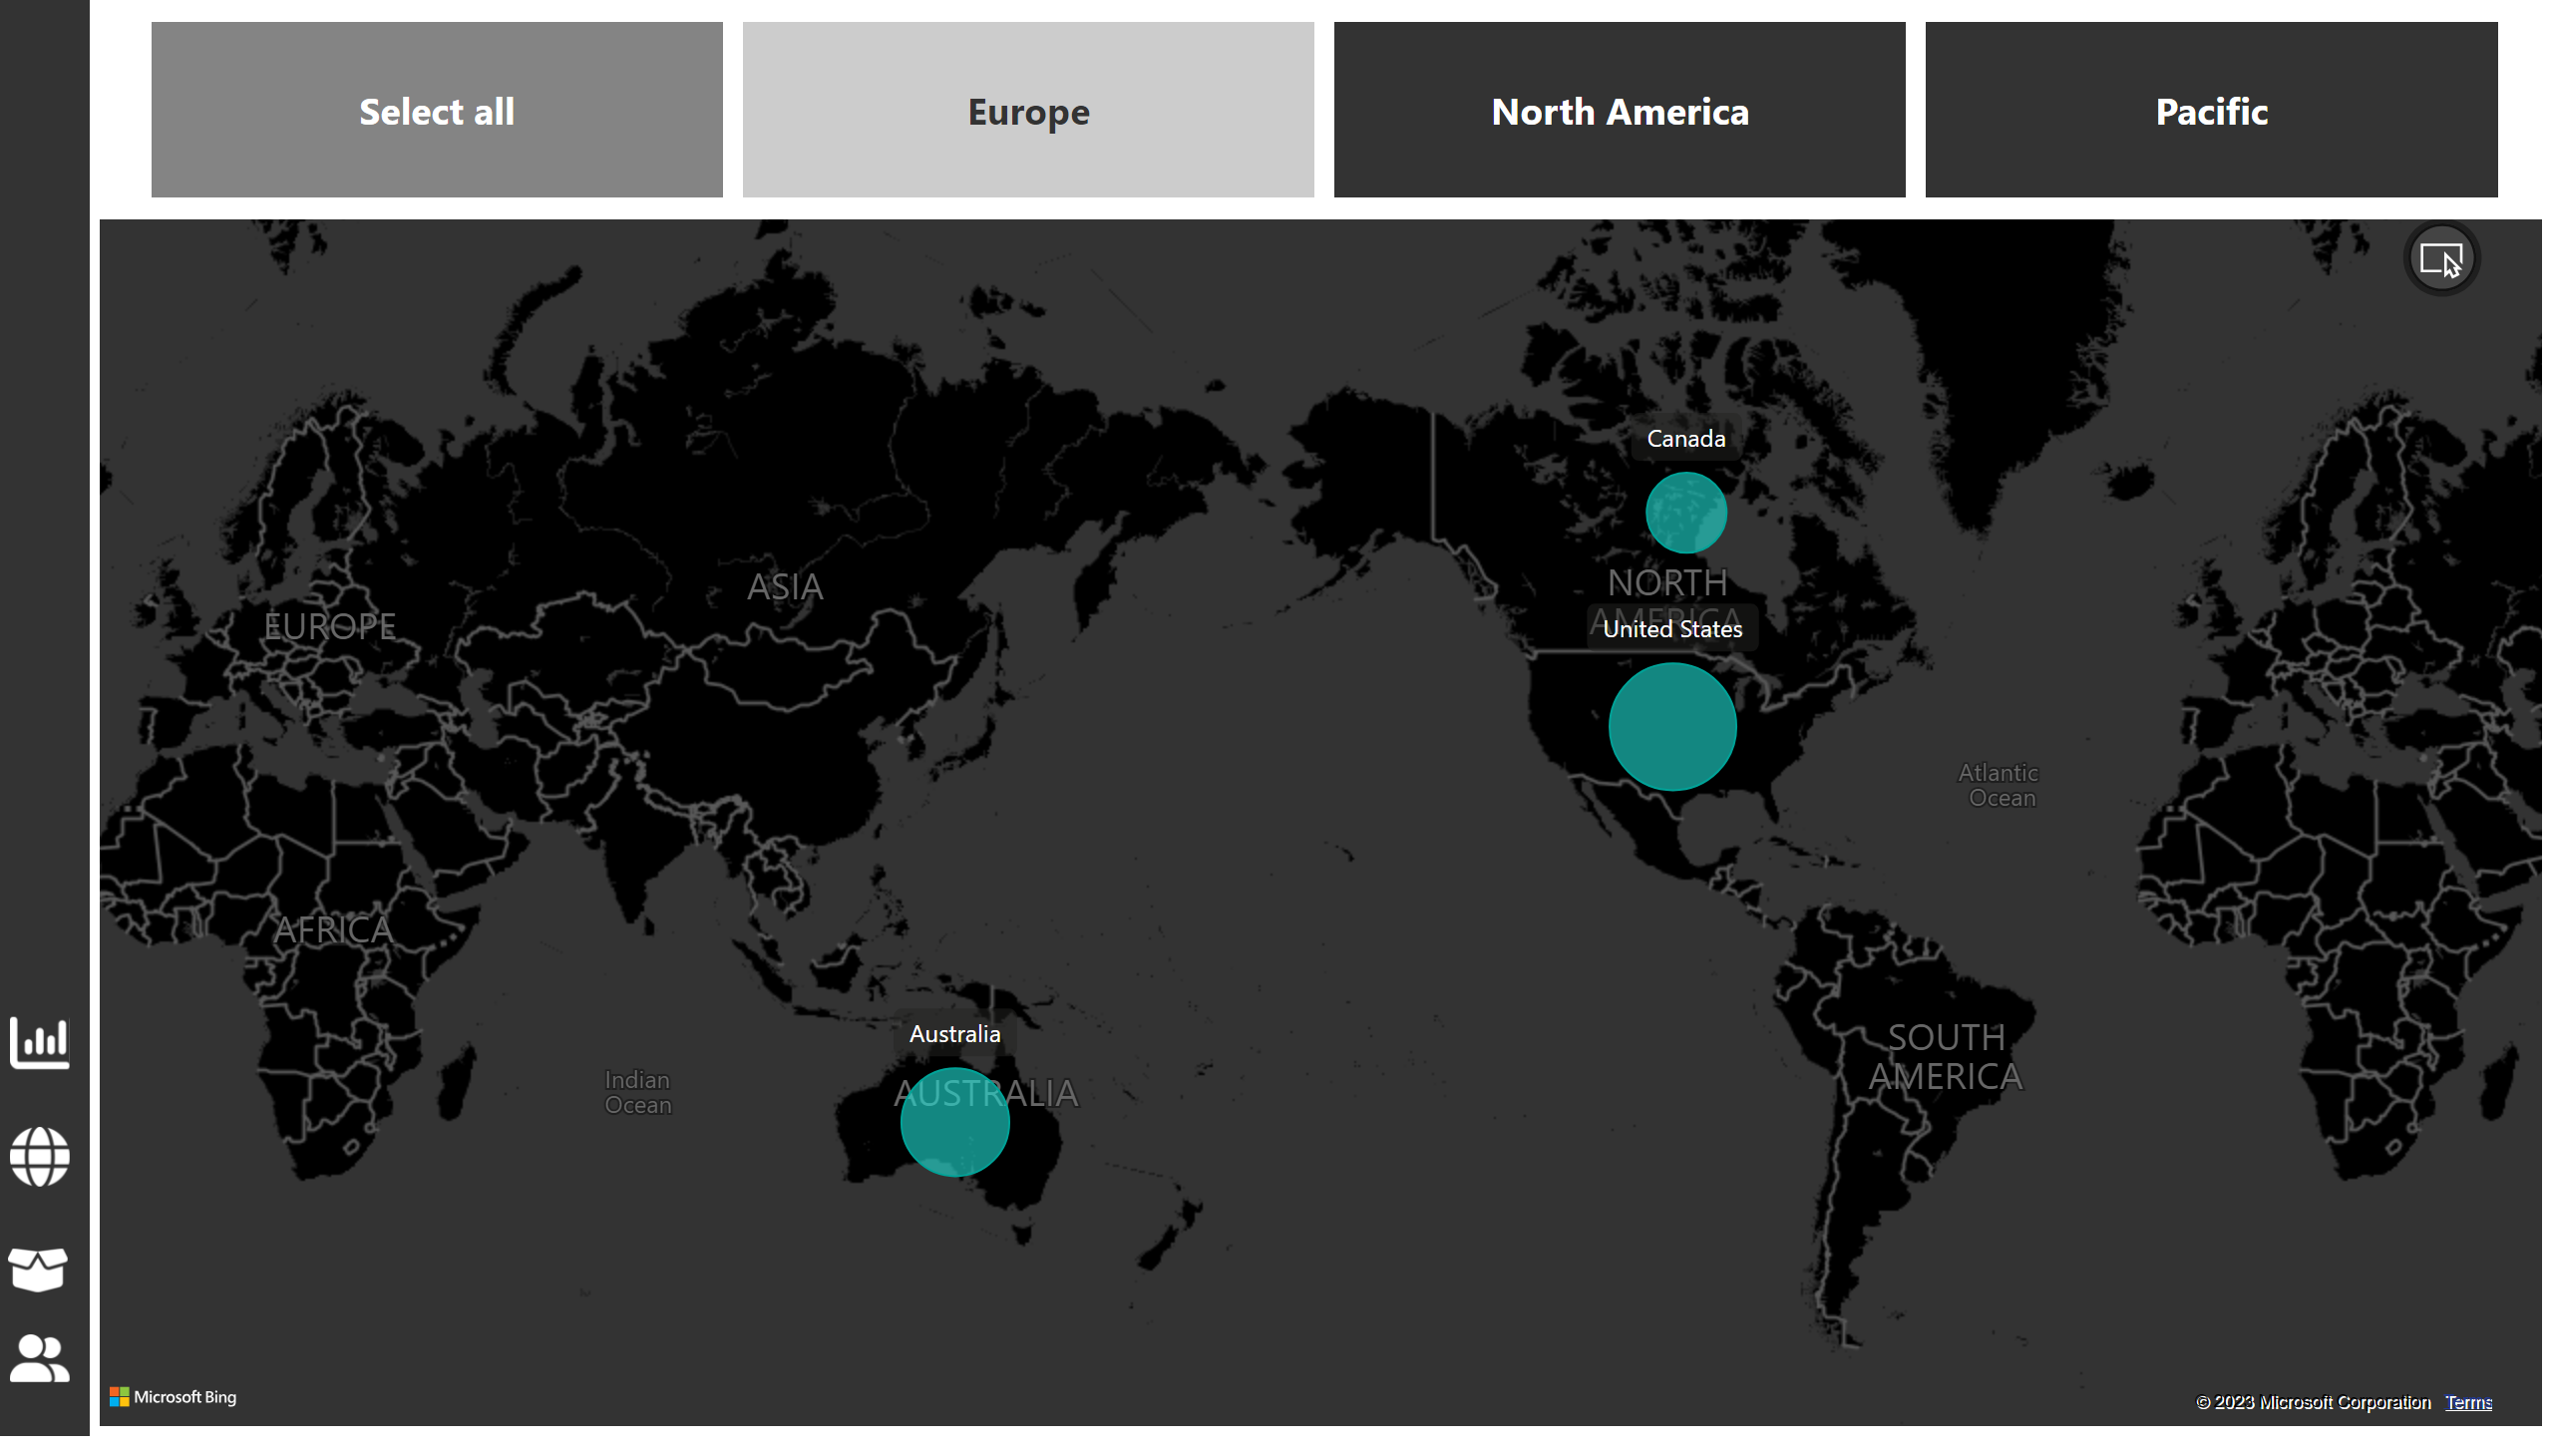 Select all
Europe
North America
Pacific
Canada
ASIA
NORTH
AMERICA
EUROPE
United States
Atlantic
Ocean
AFRICA
Australia
SOUTH
AMERICA
Indian
Ocean
AUSTRALIA
Microsoft Bing
© 2023 Microsoft Corporation Terms